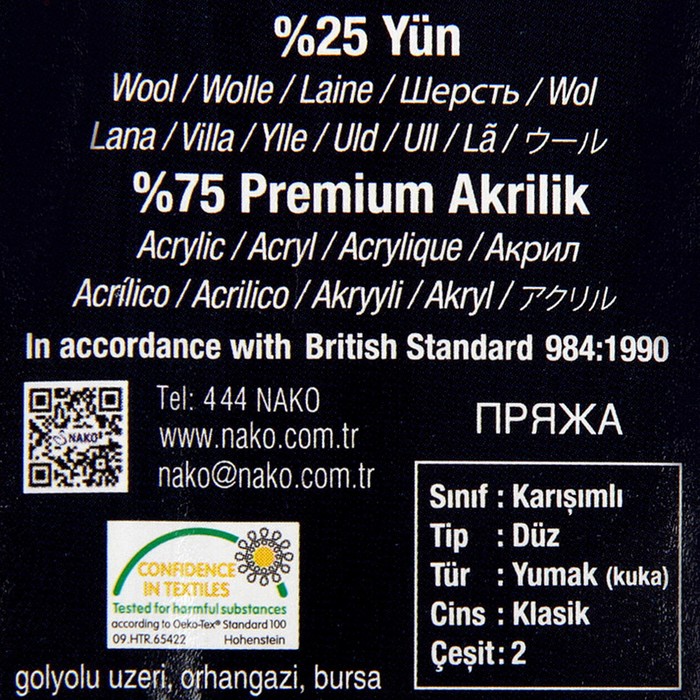 %25 Yün
Wool / Wolle / Laine / Шерсть / Wol
Lana / Villa / Ylle / Uld / Ull / Lã / ウール
%75 Premium Akrilik
Acrylic / Acryl / Acrylique / Акрил
Acrílico / Acrilico / Akryyli / Akryl / アクリル
In accordance with British Standard 984:1990
NAKO
Tel: 444 NAKO
www.nako.com.tr
nako@nako.com.tr
ПРЯЖА
Sınıf : Karışımlı
Tip : Düz
Tür : Yumak (kuka)
Cins : Klasik
Çeşit : 2
CONFIDENCE
IN TEXTILES
Tested for harmful substances
according to Oeko-Tex® Standard 100
09.HTR.65422 Hohenstein
golyolu uzeri, orhangazi, bursa